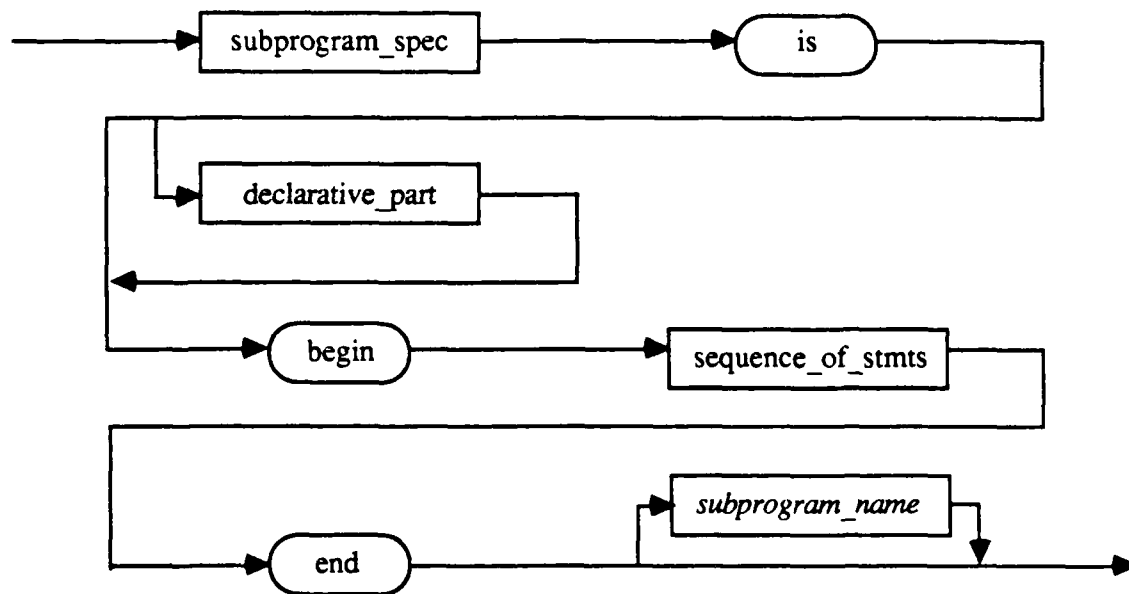 subprogram_spec
is
declarative_part
begin
sequence_of_stmts
subprogram_name
end